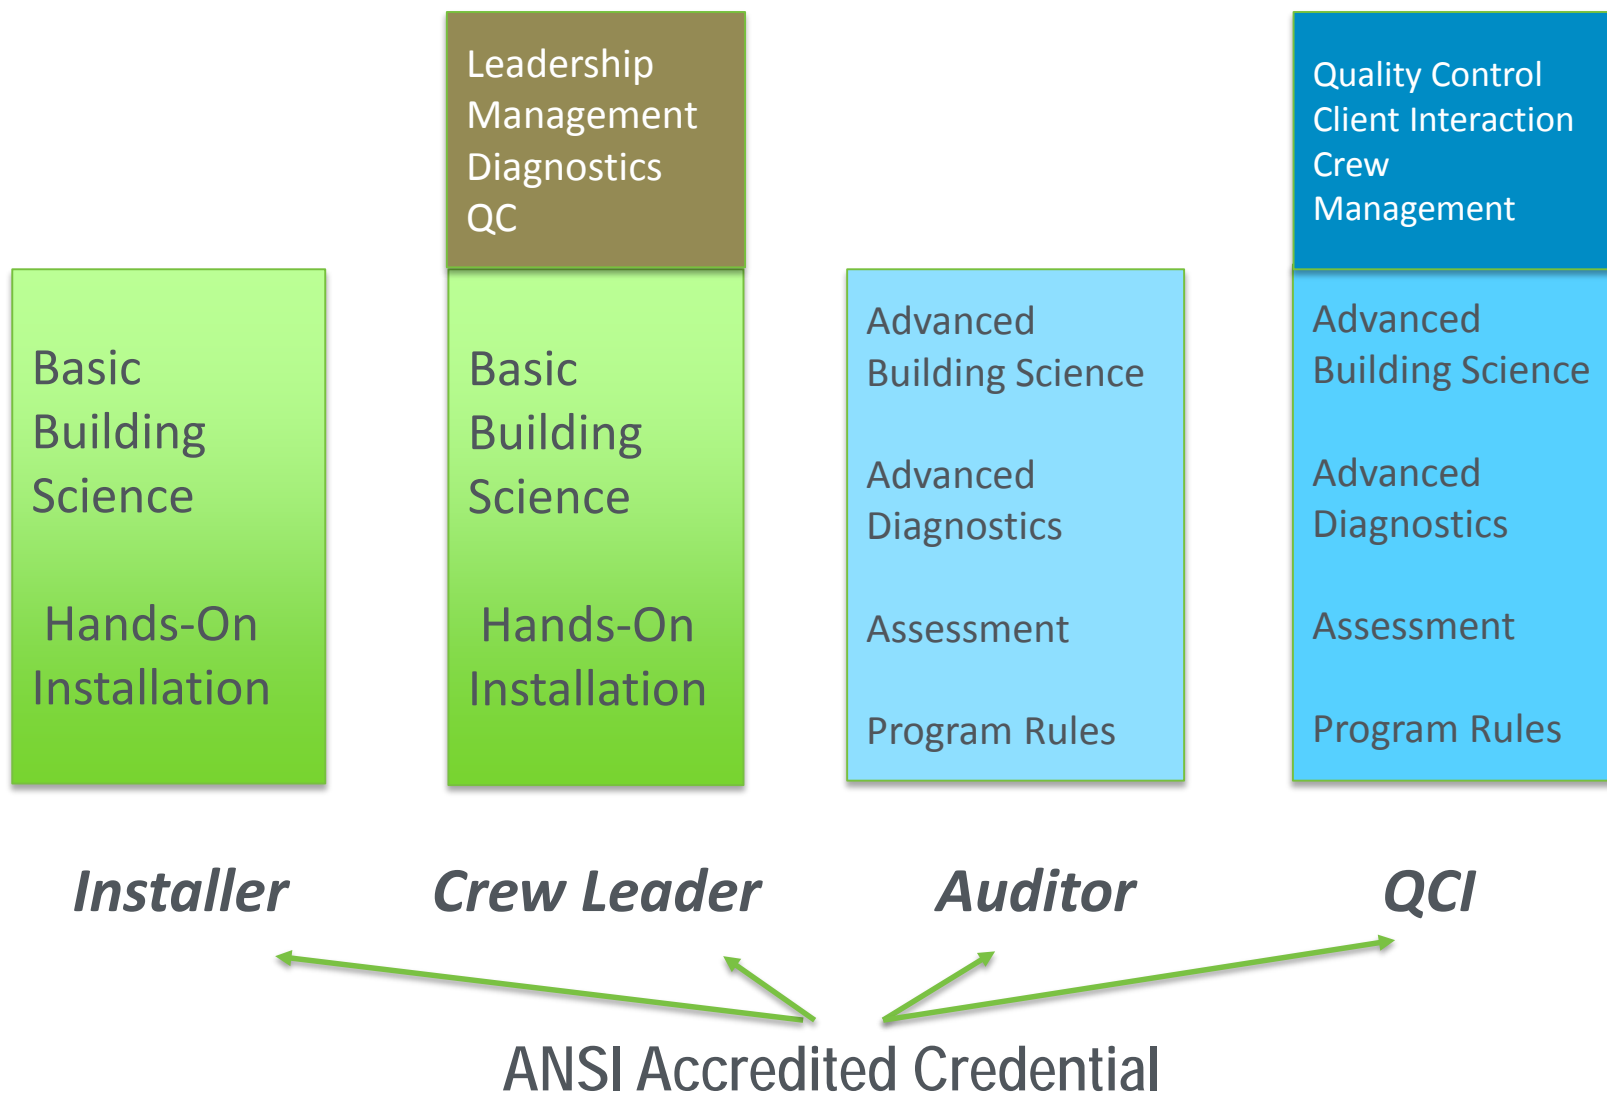 Leadership
Management
Diagnostics
QC
Quality Control
Client Interaction
Crew
Management
Basic
Building
Science
Hands-On
Installation
Basic
Building
Science
Hands-On
Installation
Advanced
Building Science
Advanced
Diagnostics
Assessment
Program Rules
Advanced
Building Science
Advanced
Diagnostics
Assessment
Program Rules
Installer
Crew Leader
Auditor
QCI
ANSI Accredited Credential